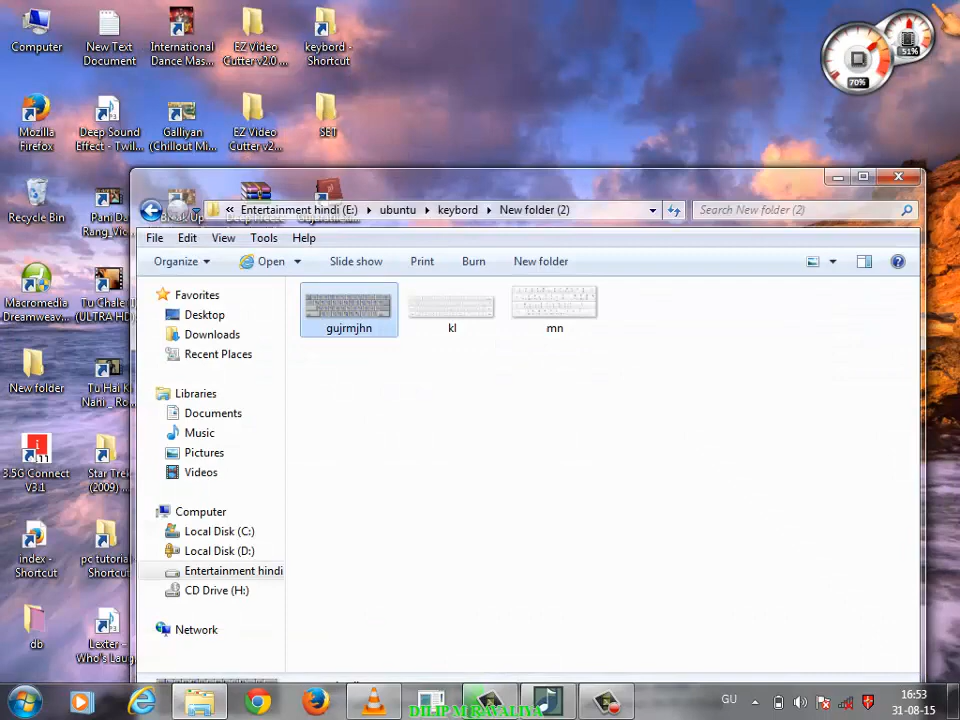 Computer
New Text Document
International Dance Mas...
EZ Video Cutter v2.0 ...
keybord - Shortcut
70%
51%
Mozilla Firefox
Deep Sound Effect - Twil...
Galliyan (Chillout Mi...
EZ Video Cutter v2...
SET
Recycle Bin
Entertainment hindi (E:)
ubuntu
keybord
New folder (2)
Search New folder (2)
File
Edit
View
Tools
Help
Organize
Open
Slide show
Print
Burn
New folder
Macromedia Dreamweav...
Tu Chale
(ULTRA HD
Favorites
Desktop
Downloads
Recent Places
gujrmjhn
kl
mn
New folder
Tu Hai K
Nahi _ Ro...
Libraries
Documents
Music
Pictures
Videos
3.5G Connect V3.1
Star Trek
(2009) ...
Computer
Local Disk (C:)
Local Disk (D:)
Entertainment hindi
CD Drive (H:)
index - Shortcut
pc tutorial
Shortcut
Network
db
Lexter -
Who's Laug...
DILIP M RAVALIYA
GU
16:53
31-08-15